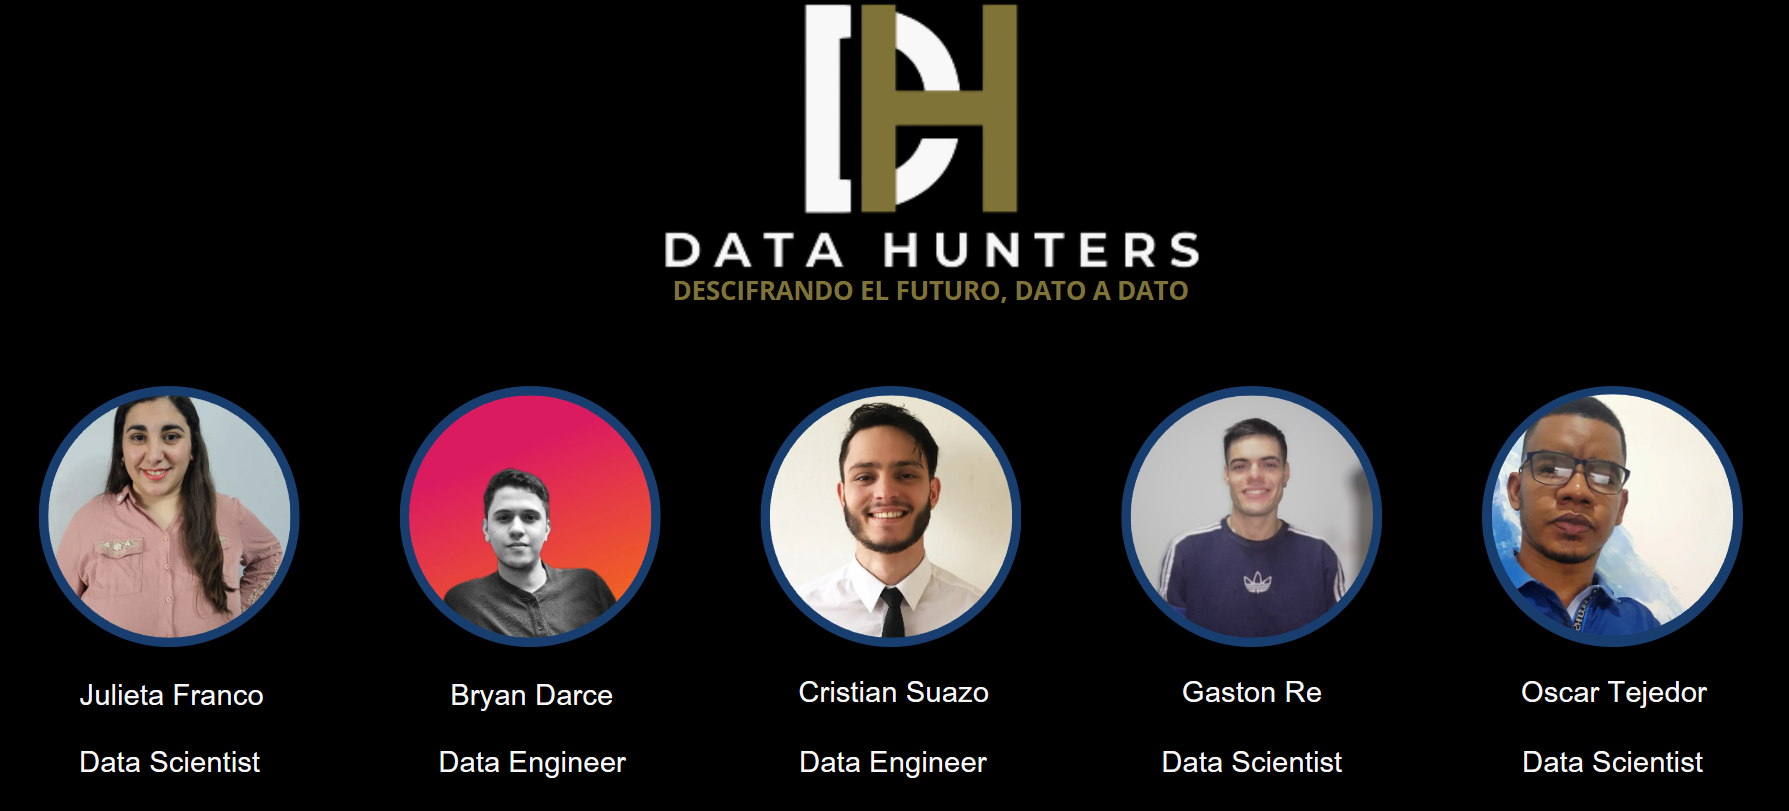 DH
DATA HUNTERS
DESCIFRANDO EL FUTURO, DATO A DATO
Julieta Franco
Data Scientist
Bryan Darce
Data Engineer
Cristian Suazo
Data Engineer
Gaston Re
Data Scientist
Oscar Tejedor
Data Scientist